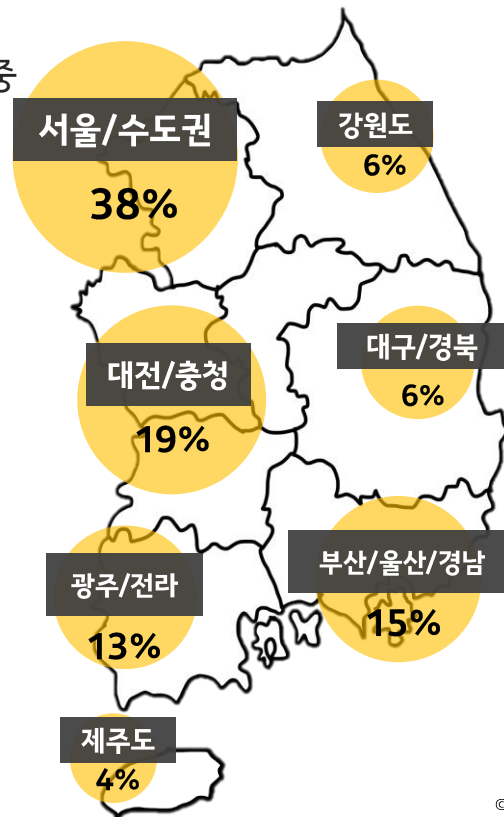 중
서울/수도권
38%
강원도
6%
대전/충청
19%
대구/경북
6%
광주/전라
13%
부산/울산/경남
15%
제주도
4%
©